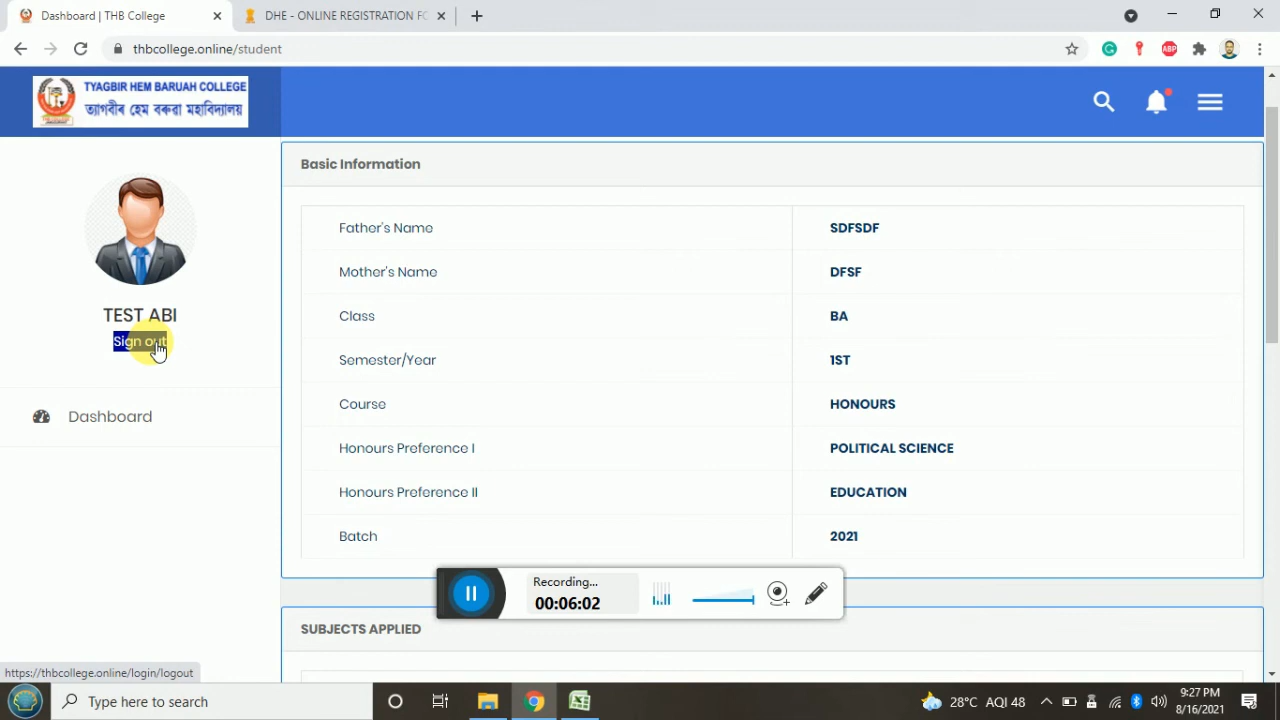 Dashboard | THB College
DHE - ONLINE REGISTRATION FO
thbcollege.online/student
TYAGBIR HEM BARUAH COLLEGE
ত্যাগবীৰ হেম বৰুৱা মহাবিদ্যালয়
Basic Information
Father's Name SDFSDF
Mother's Name DFSF
TEST ABI
Class BA
Sign out
Semester/Year 1ST
Course HONOURS
Dashboard
Honours Preference I POLITICAL SCIENCE
Honours Preference II EDUCATION
Batch 2021
Recording...
00:06:02
SUBJECTS APPLIED
https://thbcollege.online/login/logout
Type here to search
28°C AQI 48
9:27 PM
8/16/2021
ABP